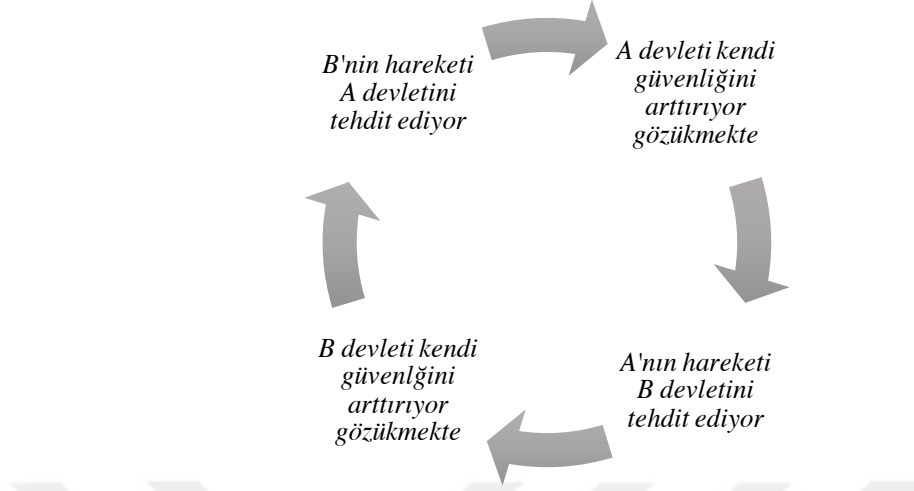 B'nin hareketi
A devletini
tehdit ediyor
A devleti kendi
güvenliğini
arttırıyor
gözükmekte
A'nın hareketi
B devletini
tehdit ediyor
B devleti kendi
güvenlğini
arttırıyor
gözükmekte